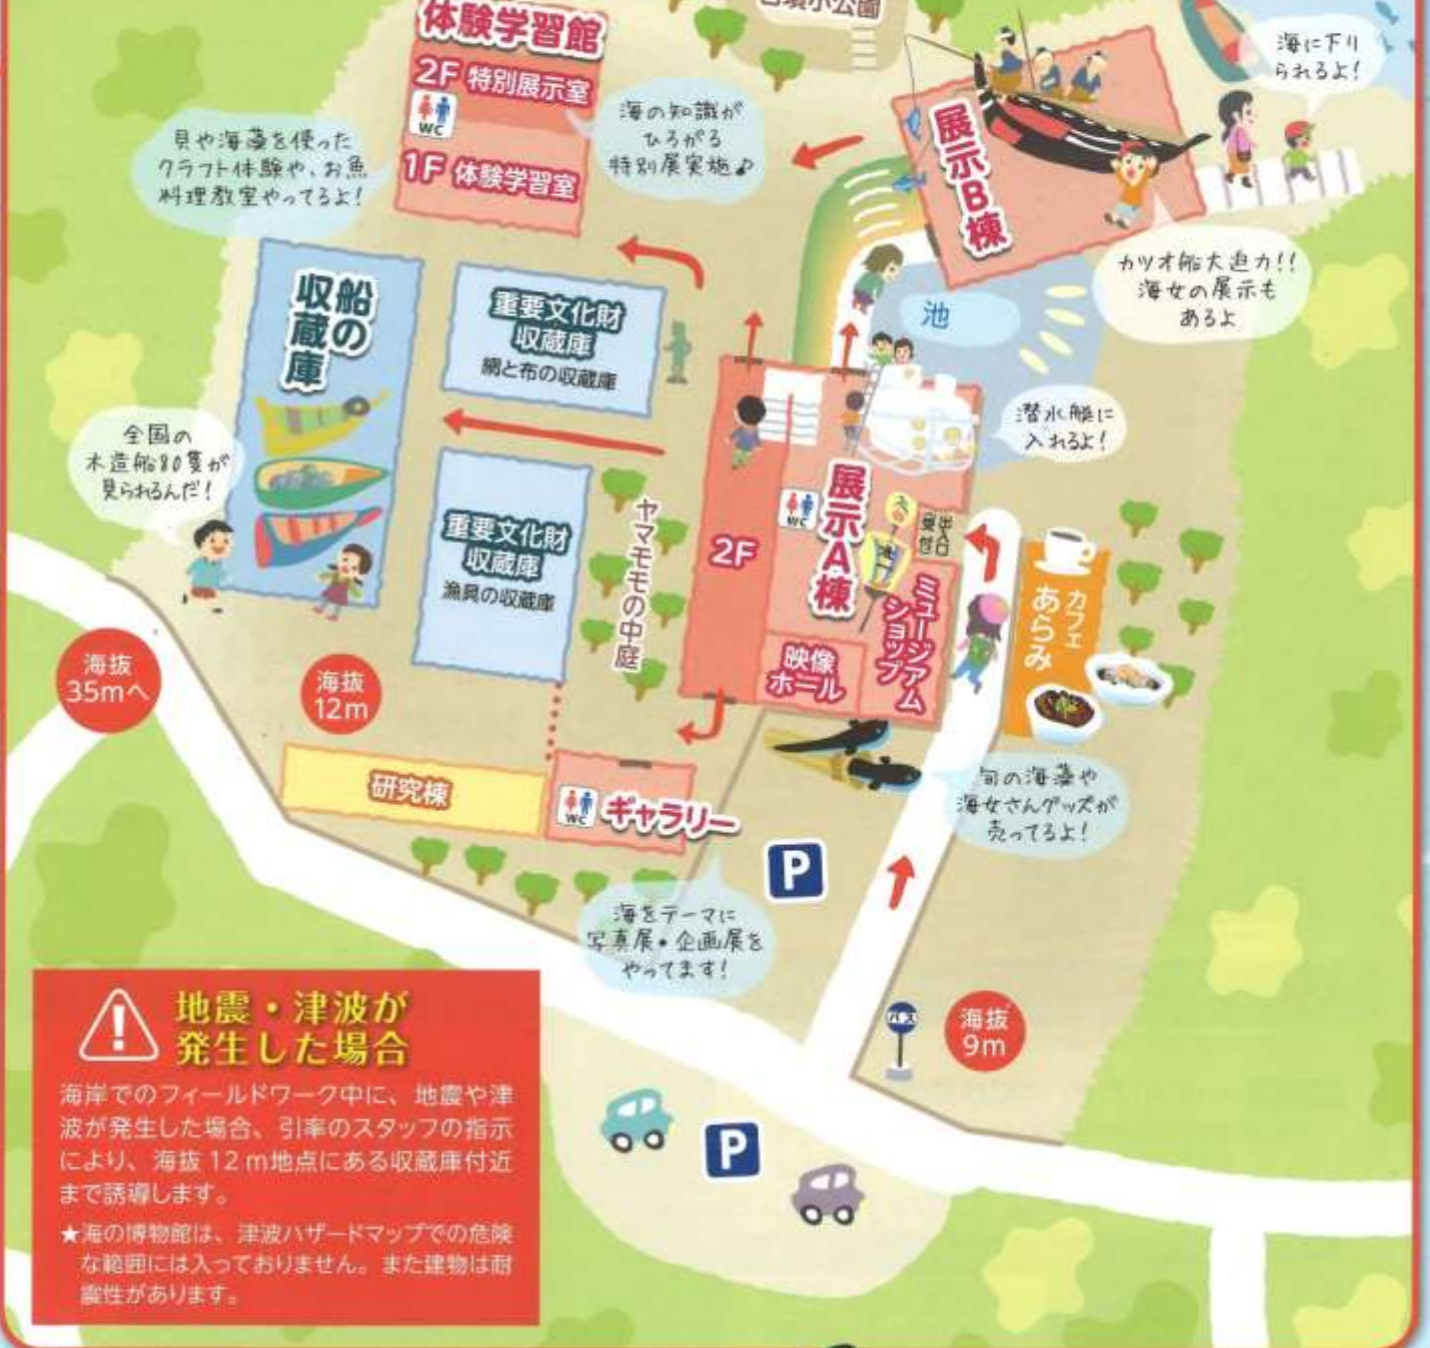 体験学習館
2F 特別展示室
WC
1F 体験学習室
貝や海藻を使った
クラフト体験や、お魚
料理教室やってるよ！
海の知識が
ひろがる
特別展実施♪
小公園
展示B棟
海に下り
られるよ！
カツオ船大迫力!!
海女の展示も
あるよ
池
潜水艇に
入れるよ！
船の
収蔵庫
重要文化財
収蔵庫
網と布の収蔵庫
全国の
木造船80隻が
見られるんだ！
重要文化財
収蔵庫
漁具の収蔵庫
ヤマモモの中庭
2F
WC
展示A棟
出入口
受付
ミュージアム
ショップ
映像
ホール
カフェ
あらみ
海抜
35mへ
海抜
12m
研究棟
WC
ギャラリー
旬の海藻や
海女さんグッズが
売ってるよ！
P
海をテーマに
写真展・企画展を
やってます！
バス
海抜
9m
P
地震・津波が
発生した場合
海岸でのフィールドワーク中に、地震や津
波が発生した場合、引率のスタッフの指示
により、海抜 12 m地点にある収蔵庫付近
まで誘導します。
★海の博物館は、津波ハザードマップでの危険
な範囲には入っておりません。また建物は耐
震性があります。